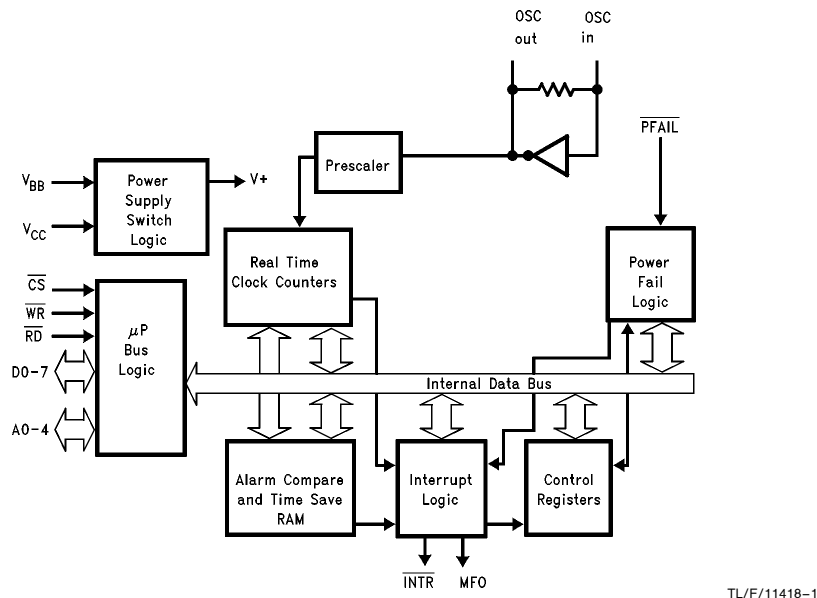 OSC out
OSC in
PFAIL
Prescaler
VBB
VCC
Power
Supply
Switch
Logic
V+
Real Time
Clock Counters
Power
Fail
Logic
CS
WR
RD
D0-7
A0-4
μP
Bus
Logic
Internal Data Bus
Alarm Compare
and Time Save
RAM
Interrupt
Logic
Control
Registers
INTR
MFO
TL/F/11418-1